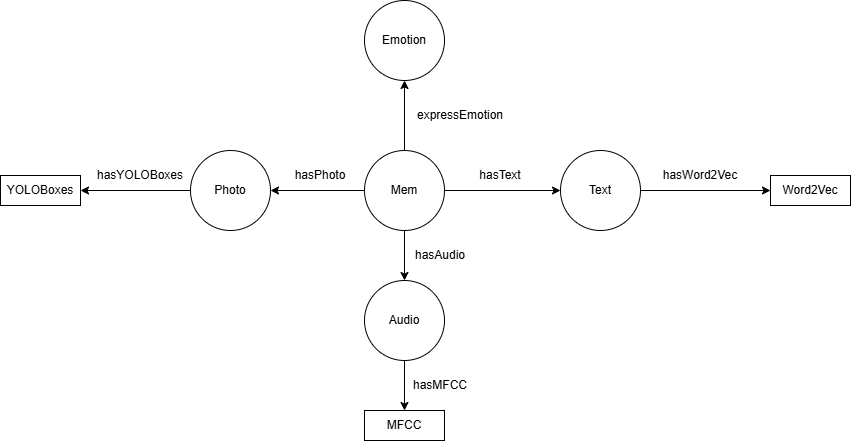 Emotion
expressEmotion
hasYOLOBoxes
hasPhoto
hasText
hasWord2Vec
YOLOBoxes
Photo
Mem
Text
Word2Vec
hasAudio
Audio
hasMFCC
MFCC